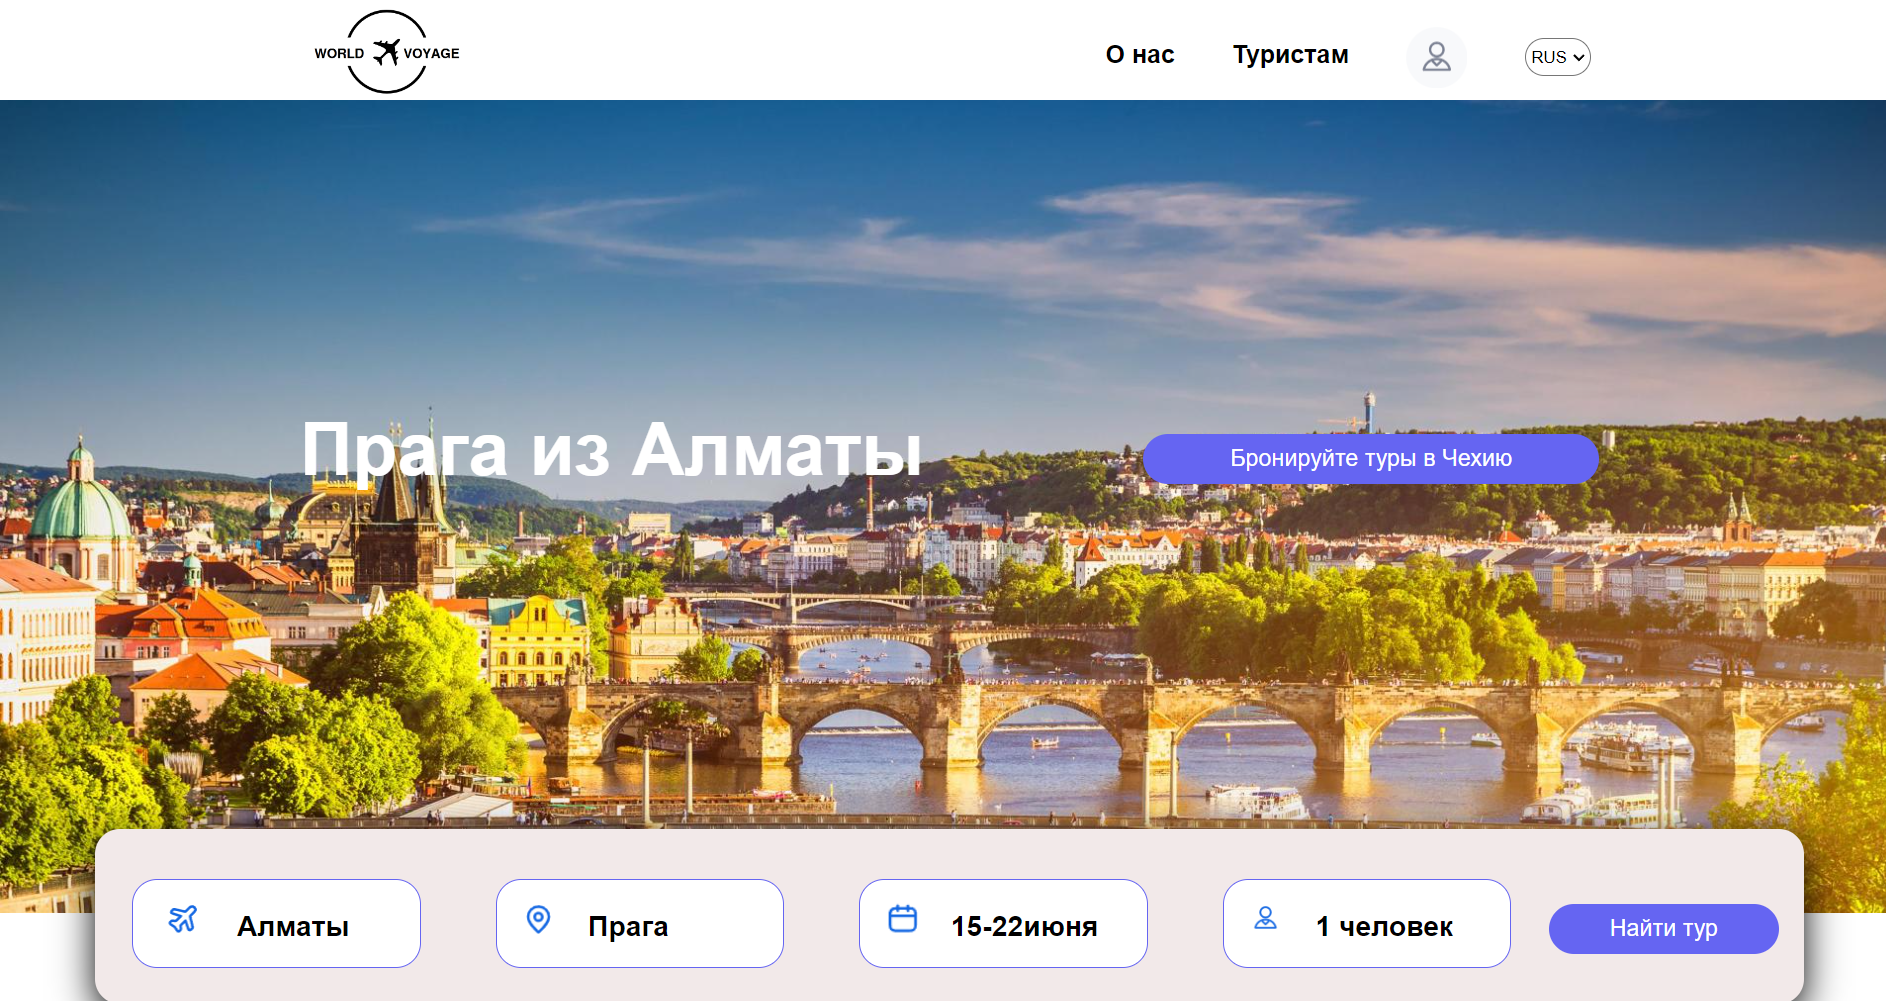 WORLD VOYAGE
О нас
Туристам
RUS
Прага из Алматы
Бронируйте туры в Чехию
Алматы
Прага
15-22июня
1 человек
Найти тур